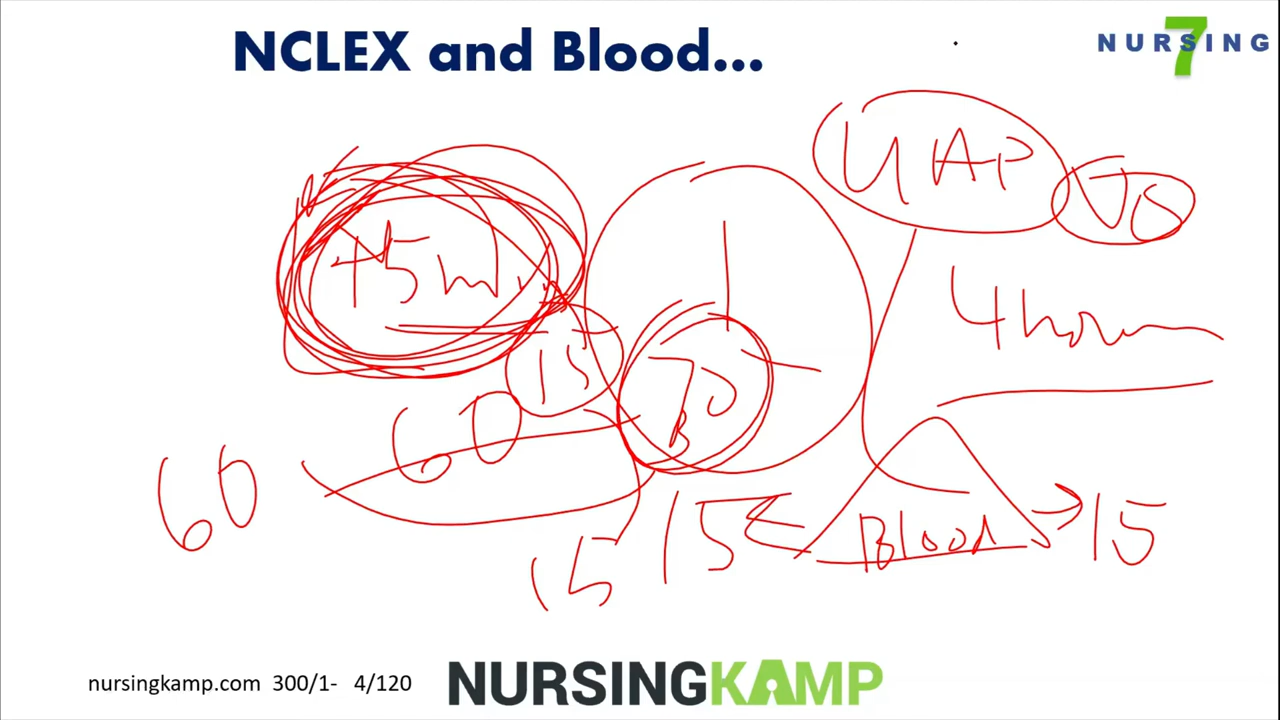 NCLEX and Blood...
7
NURSING
UAP
VS
45 min
4 hours
15
30
60
60
15
15
Blood
15
nursingkamp.com 300/1- 4/120
NURSINGKAMP